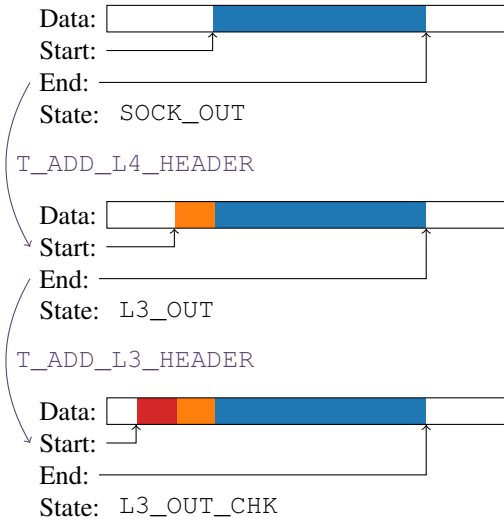 Data:
Start:
End:
State: SOCK_OUT
T_ADD_L4_HEADER
Data:
Start:
End:
State: L3_OUT
T_ADD_L3_HEADER
Data:
Start:
End:
State: L3_OUT_CHK